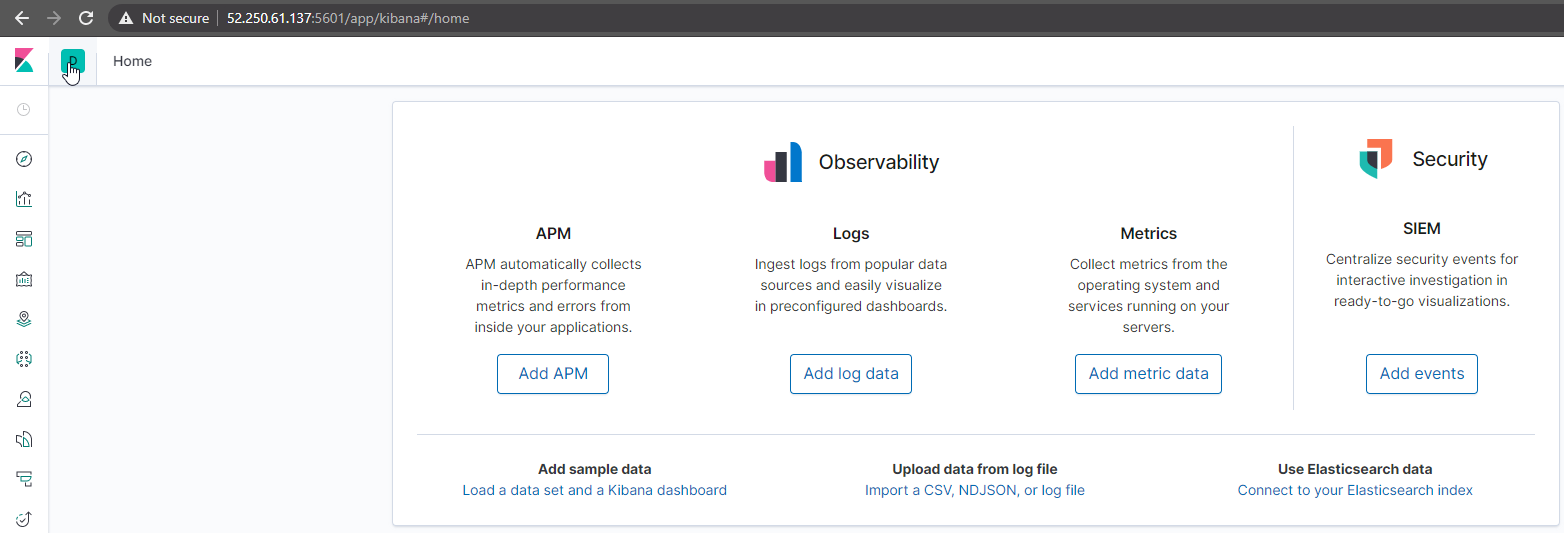 Not secure
52.250.61.137:5601/app/kibana#/home
D
Home
Observability
Security
APM
APM automatically collects
in-depth performance
metrics and errors from
inside your applications.
Add APM
Logs
Ingest logs from popular data
sources and easily visualize
in preconfigured dashboards.
Add log data
Metrics
Collect metrics from the
operating system and
services running on your
servers.
Add metric data
SIEM
Centralize security events for
interactive investigation in
ready-to-go visualizations.
Add events
Add sample data
Load a data set and a Kibana dashboard
Upload data from log file
Import a CSV, NDJSON, or log file
Use Elasticsearch data
Connect to your Elasticsearch index